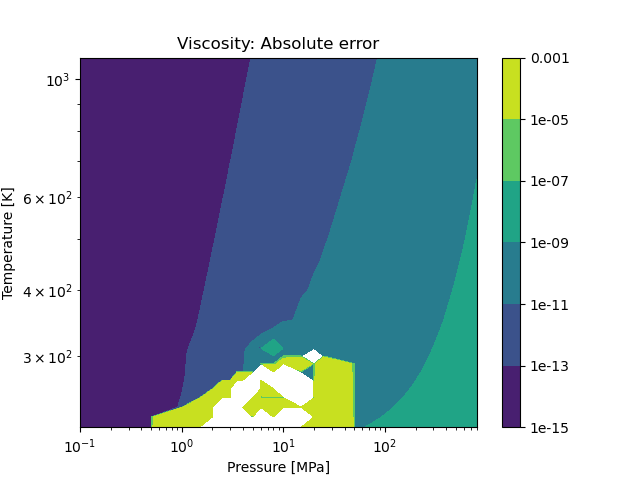 Viscosity: Absolute error
Temperature [K]
10³
6 × 10²
4 × 10²
3 × 10²
10⁻¹
10⁰
10¹
10²
Pressure [MPa]
0.001
1e-05
1e-07
1e-09
1e-11
1e-13
1e-15